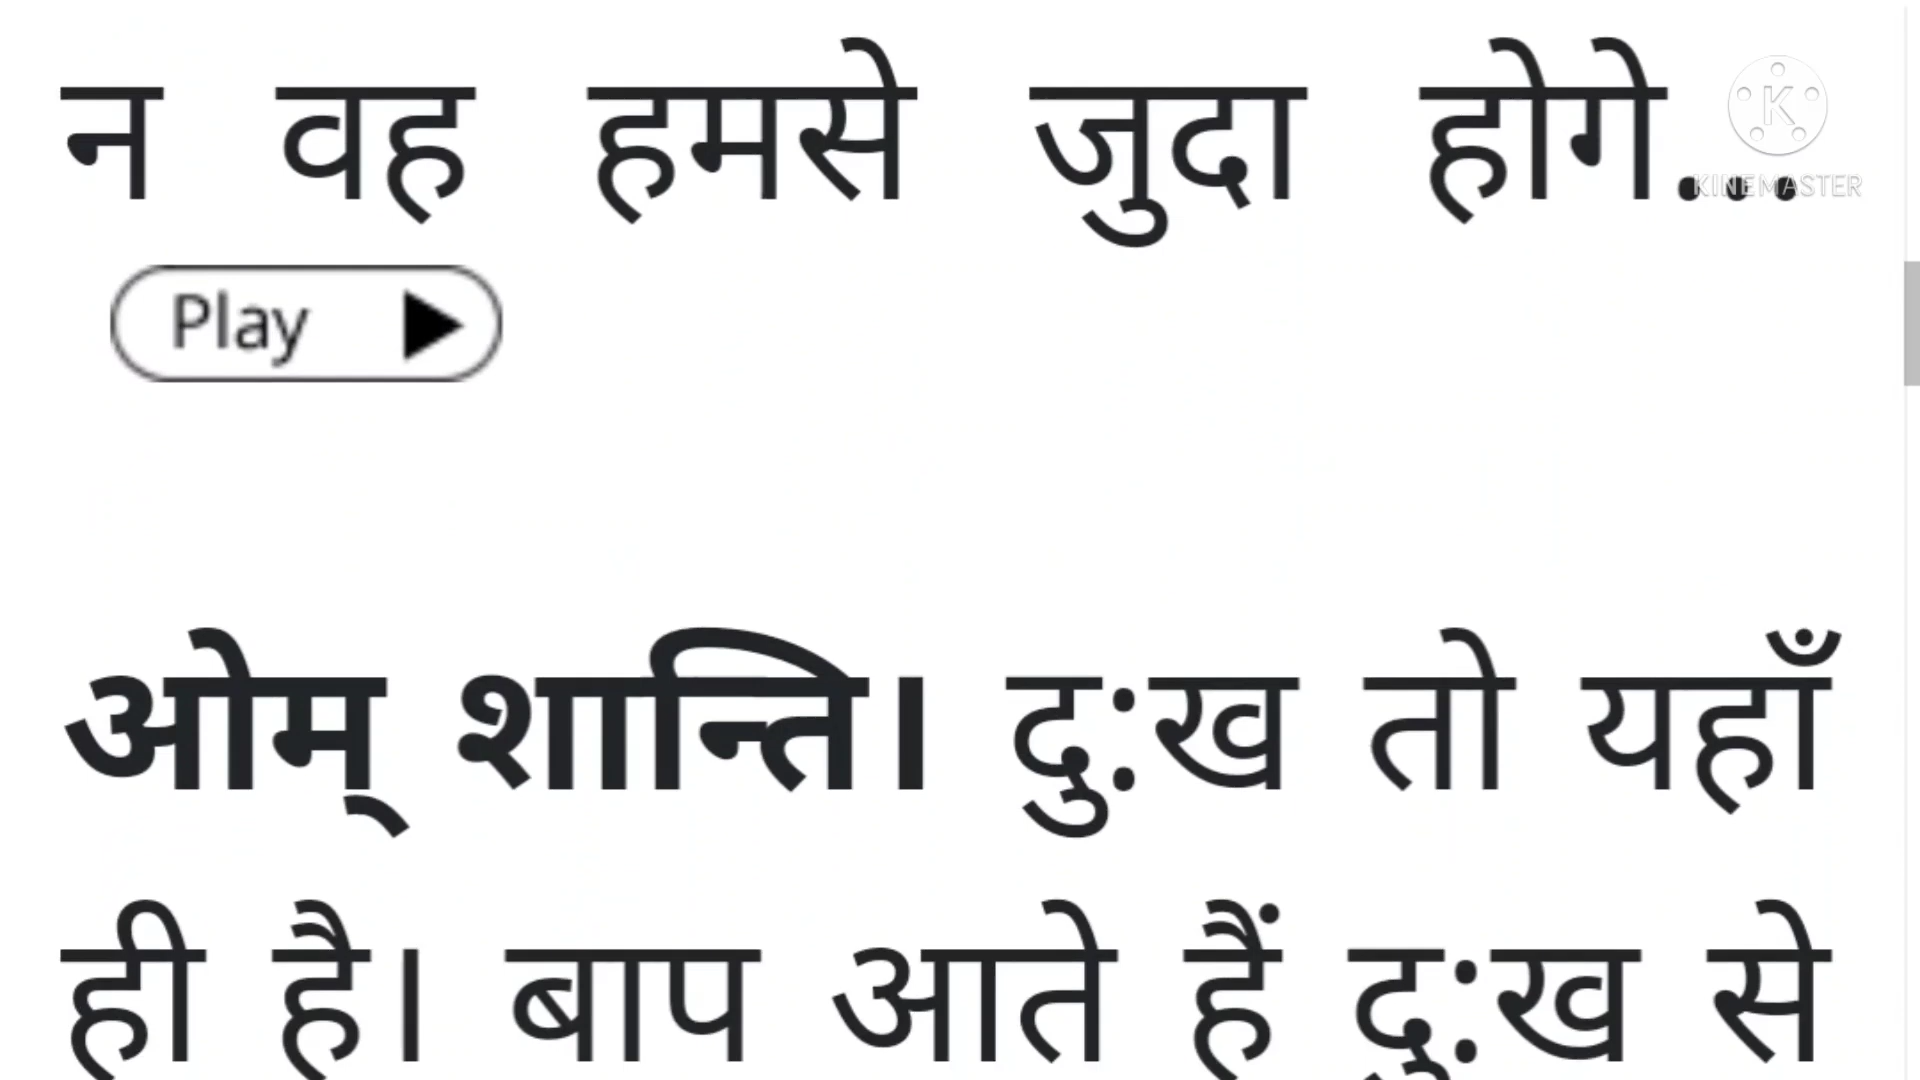 न वह हमसे जुदा होगे...
K
KINEMASTER
Play
ओम् शान्ति। दु:ख तो यहाँ
ही है। बाप आते हैं दु:ख से